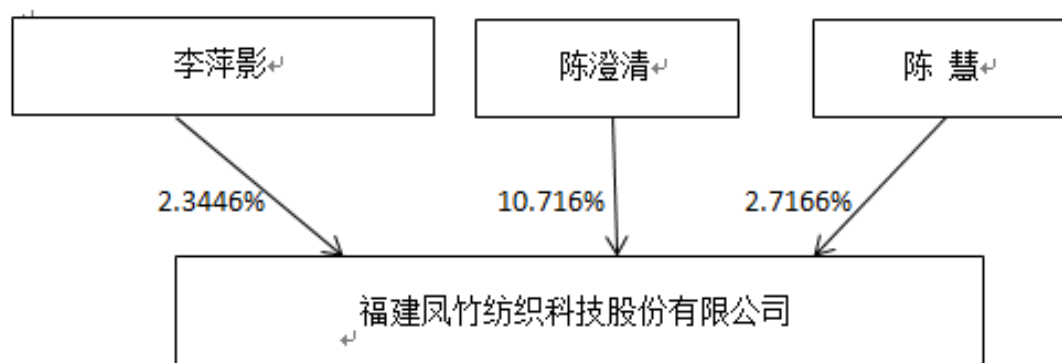 李萍影
陈澄清
陈 慧
2.3446%
10.716%
2.7166%
福建凤竹纺织科技股份有限公司